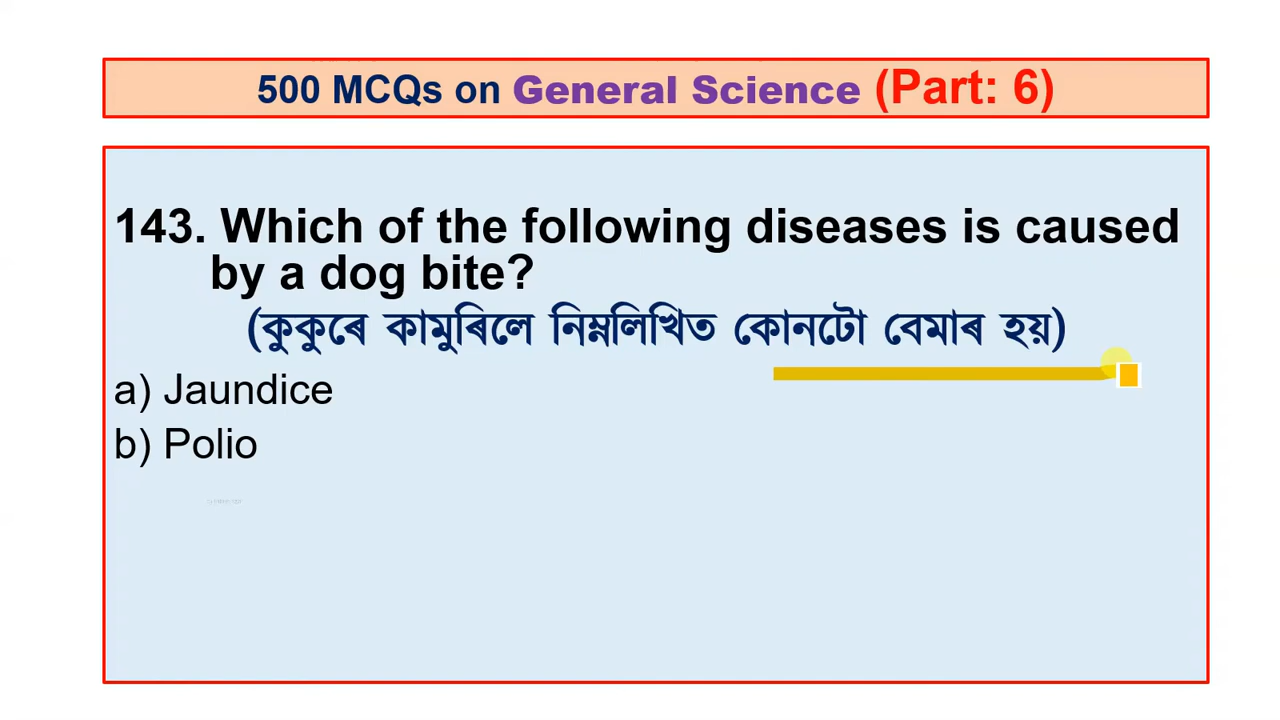 500 MCQs on General Science (Part: 6)
143. Which of the following diseases is caused
by a dog bite?
(কুকুৰে কামুৰিলে নিম্নলিখিত কোনটো বেমাৰ হয়)
a) Jaundice
b) Polio